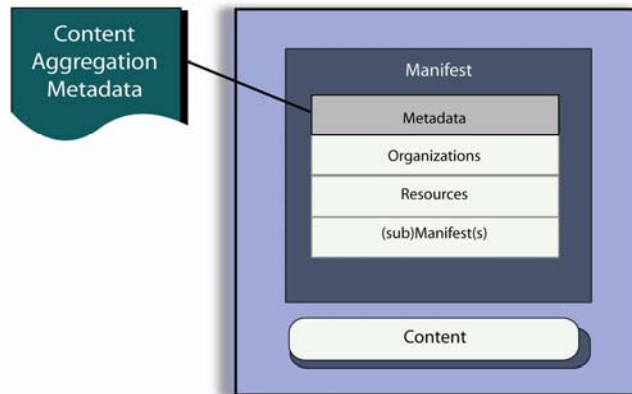 Content
Aggregation
Metadata
Manifest
Metadata
Organizations
Resources
(sub)Manifest(s)
Content